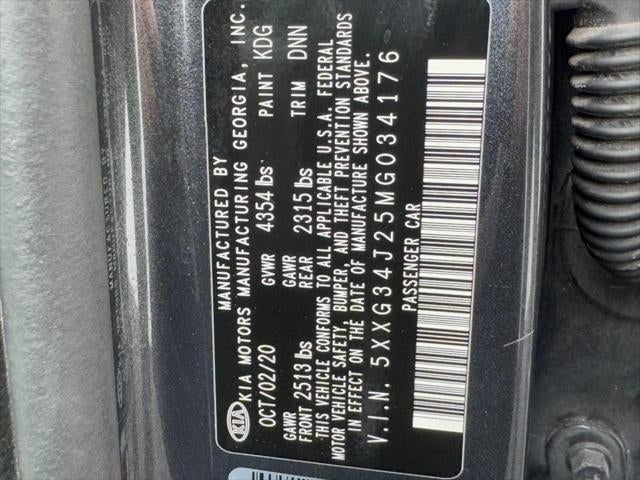 MANUFACTURED BY
KIA KIA MOTORS MANUFACTURING GEORGIA, INC.
OCT/02/20 GVWR 4354 lbs PAINT KDG
GAWR FRONT 2513 lbs GAWR REAR 2315 lbs TRIM DNN
THIS VEHICLE CONFORMS TO ALL APPLICABLE U.S.A. FEDERAL
MOTOR VEHICLE SAFETY, BUMPER, AND THEFT PREVENTION STANDARDS
IN EFFECT ON THE DATE OF MANUFACTURE SHOWN ABOVE.
V.I.N. 5XXG34J25MG034176
PASSENGER CAR